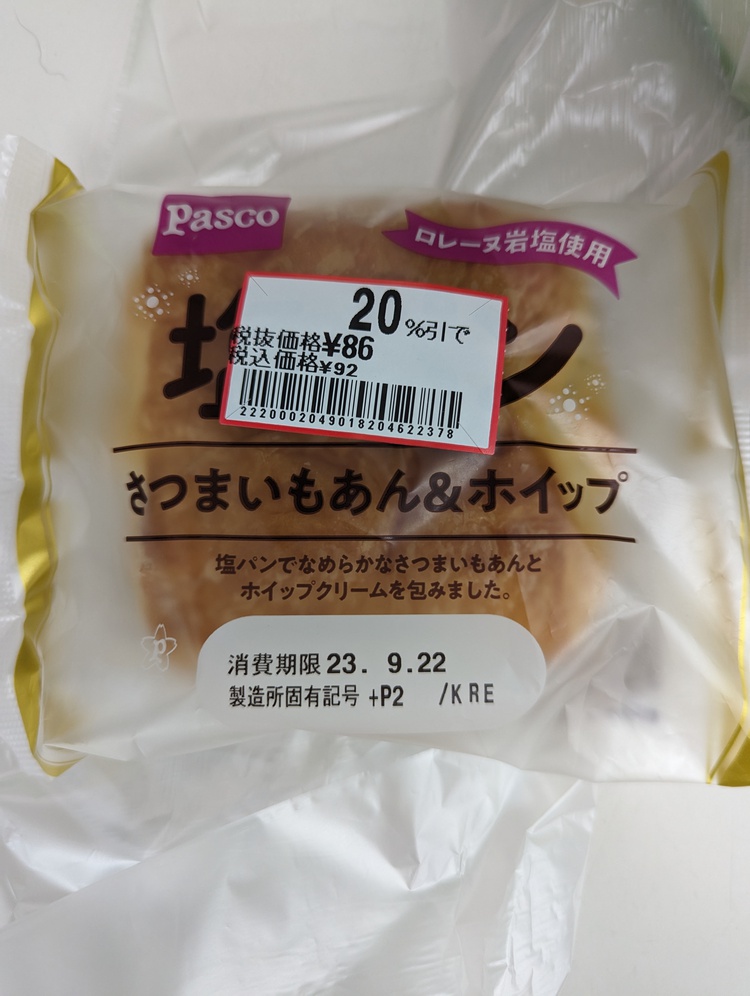 Pasco
ロレーヌ岩塩使用
20%引で
税抜価格¥86
税込価格¥92
2220002049018204622378
塩 ン
さつまいもあん&ホイップ
塩パンでなめらかなさつまいもあんと
ホイップクリームを包みました。
消費期限 23. 9.22
製造所固有記号 +P2 /KRE